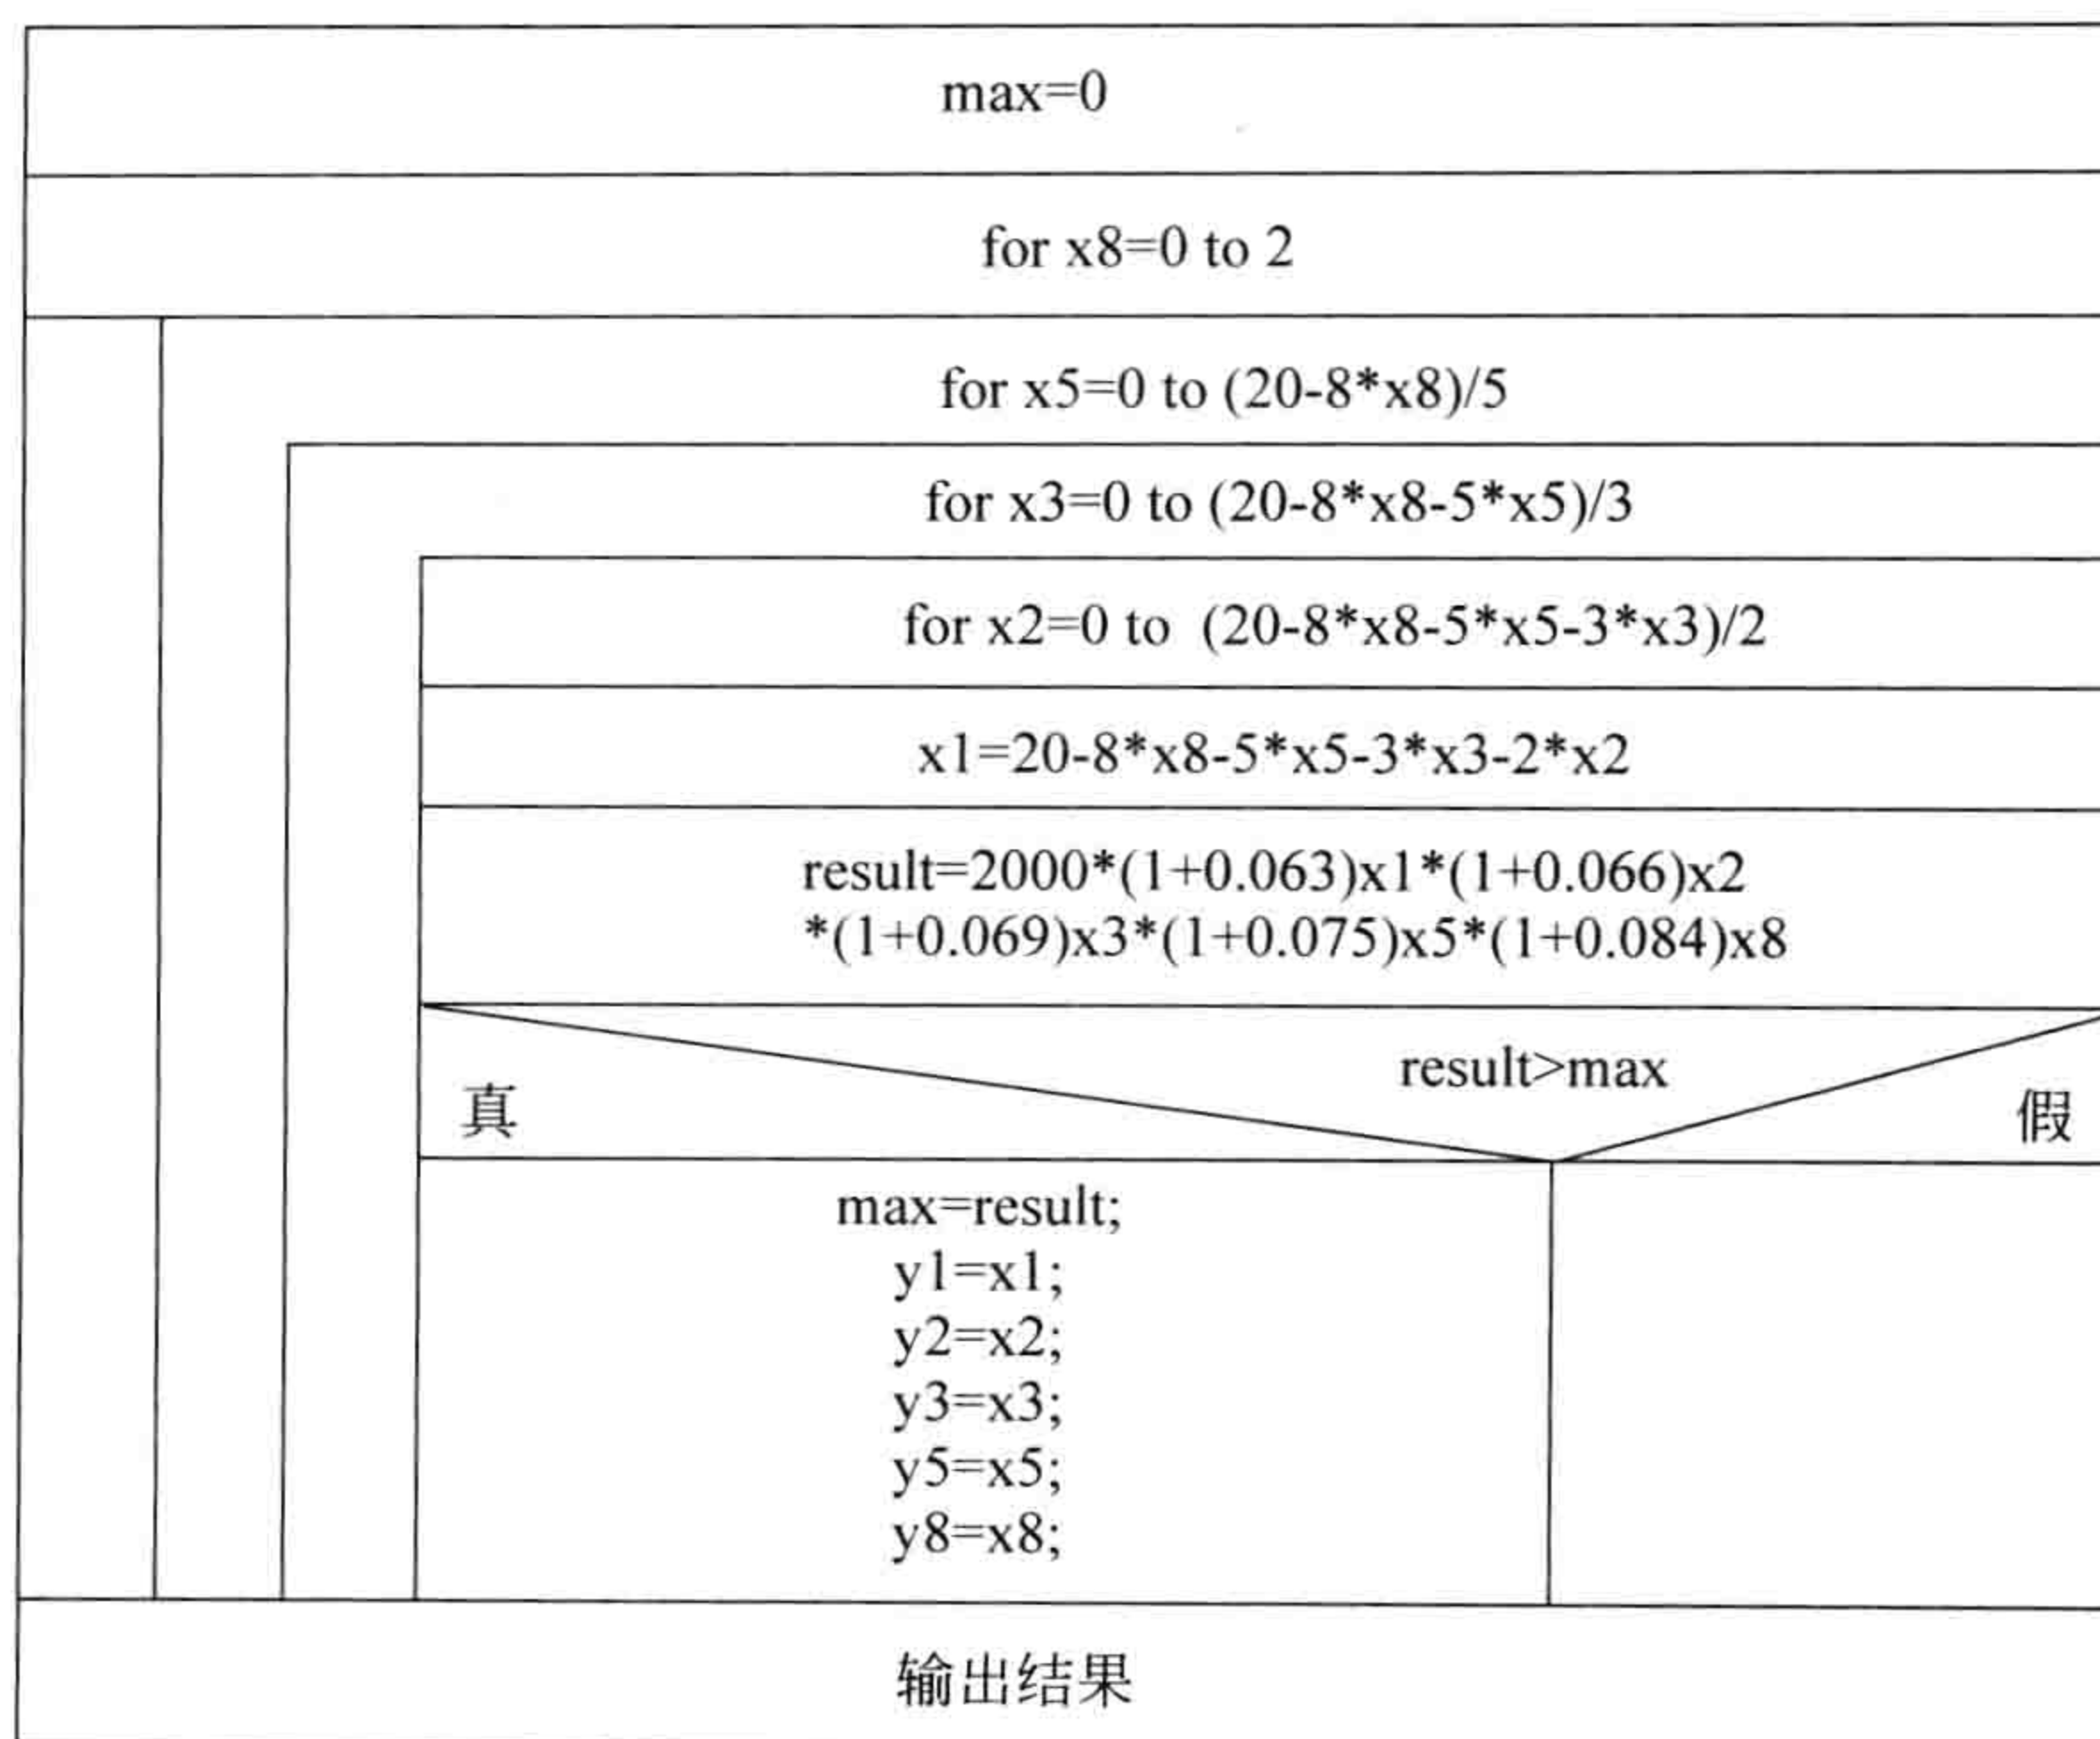 max=0
for x8=0 to 2
for x5=0 to (20-8*x8)/5
for x3=0 to (20-8*x8-5*x5)/3
for x2=0 to (20-8*x8-5*x5-3*x3)/2
x1=20-8*x8-5*x5-3*x3-2*x2
result=2000*(1+0.063)x1*(1+0.066)x2
*(1+0.069)x3*(1+0.075)x5*(1+0.084)x8
result>max
真
假
max=result;
y1=x1;
y2=x2;
y3=x3;
y5=x5;
y8=x8;
输出结果